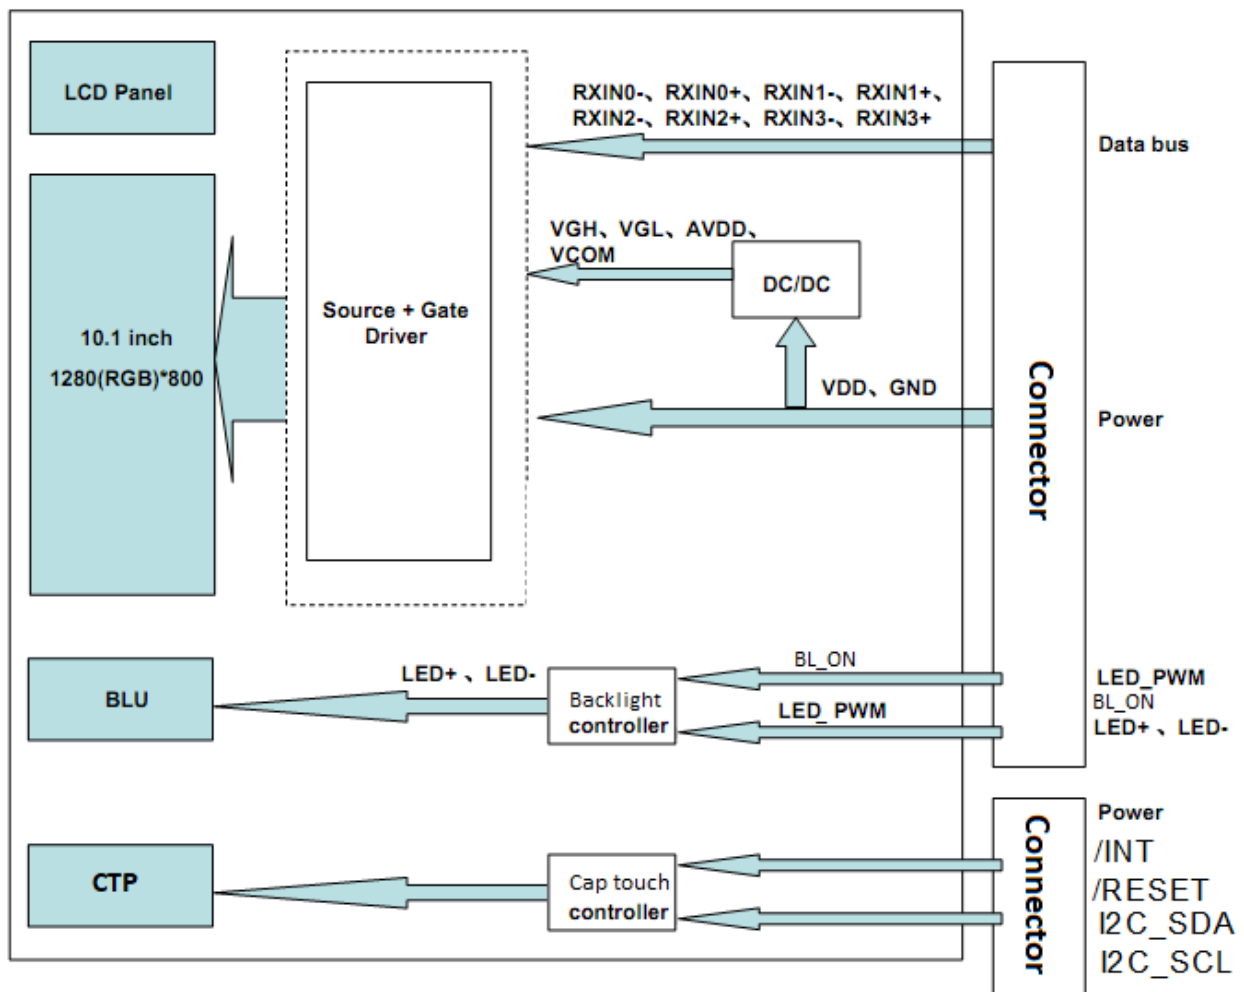 LCD Panel
10.1 inch
1280(RGB)*800
Source + Gate
Driver
RXIN0-、RXIN0+、RXIN1-、RXIN1+、
RXIN2-、RXIN2+、RXIN3-、RXIN3+
Data bus
VGH、VGL、AVDD、
VCOM
DC/DC
VDD、GND
Power
Connector
BLU
LED+ 、LED-
Backlight
controller
BL_ON
LED_PWM
LED_PWM
BL_ON
LED+ 、LED-
CTP
Cap touch
controller
Connector
Power
/INT
/RESET
I2C_SDA
I2C_SCL